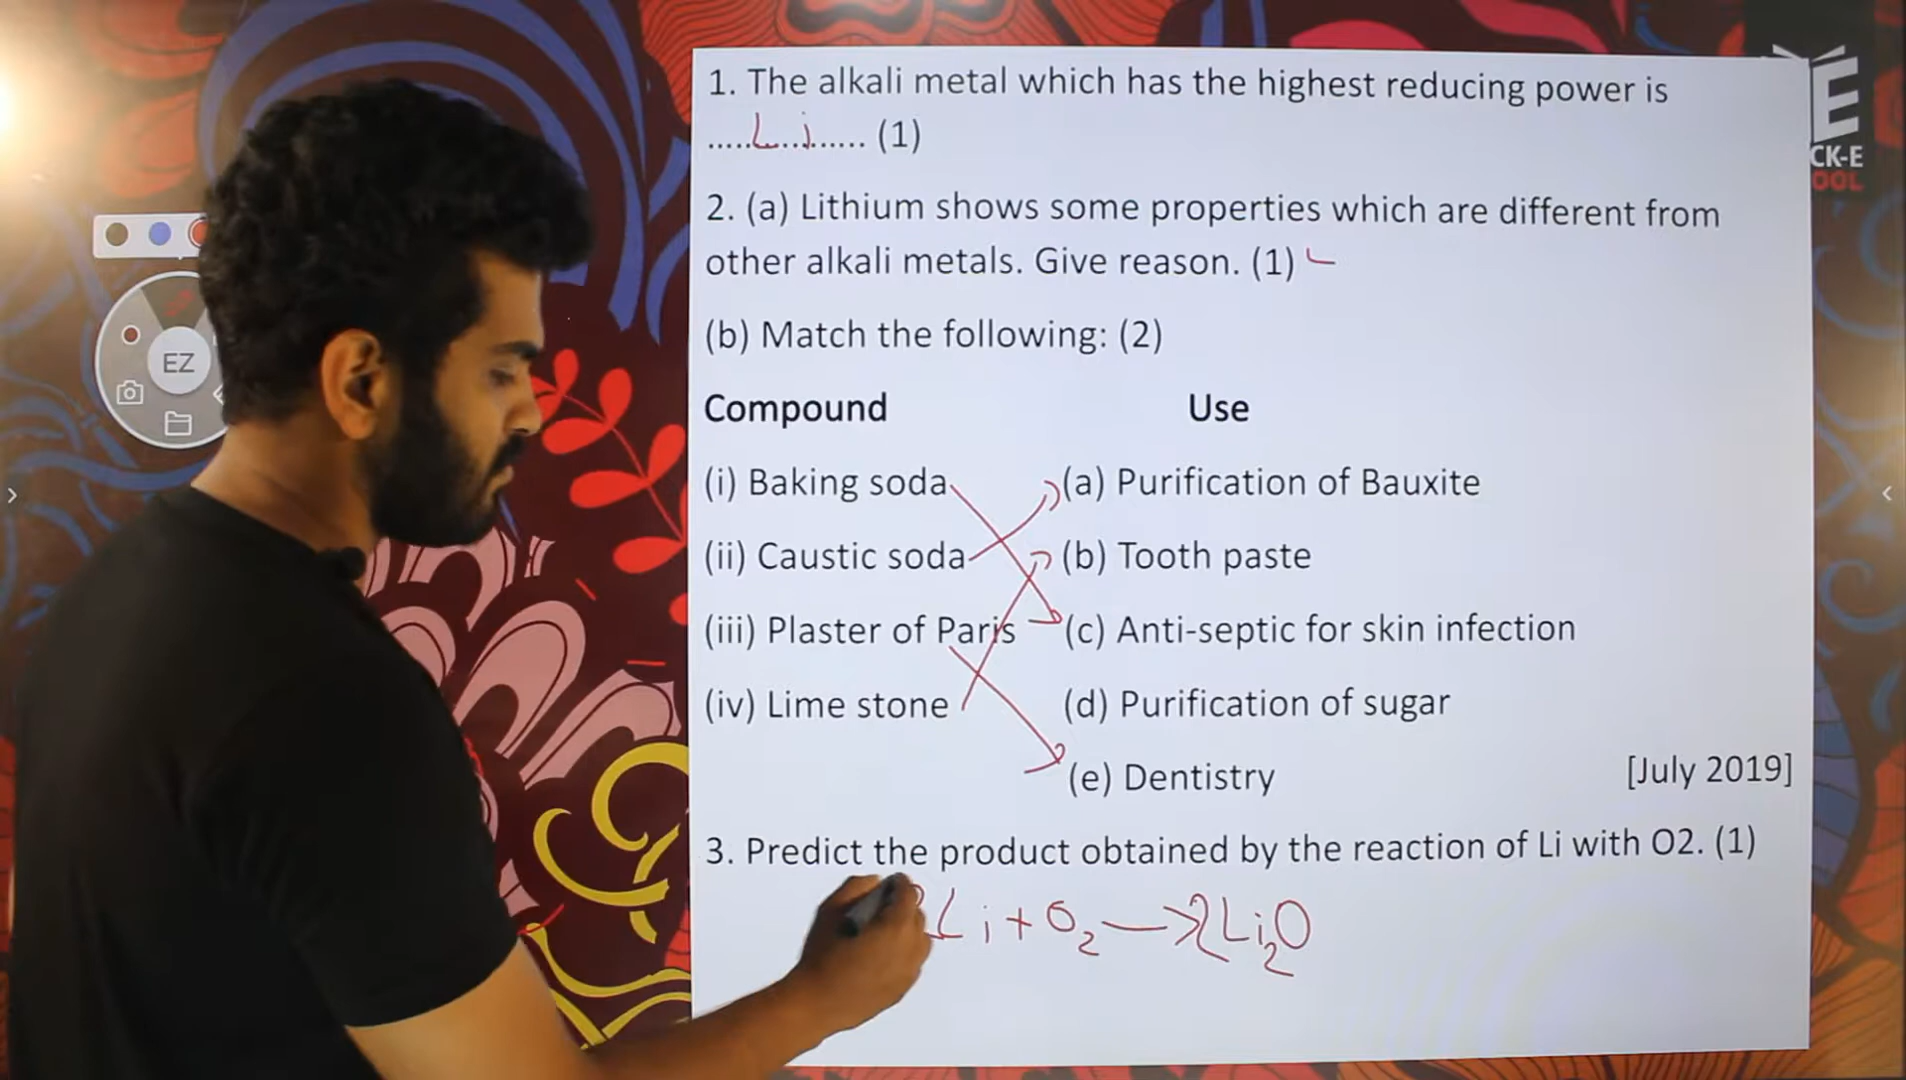 1. The alkali metal which has the highest reducing power is
.....Li..... (1)
2. (a) Lithium shows some properties which are different from
other alkali metals. Give reason. (1)
(b) Match the following: (2)
Compound Use
(i) Baking soda (a) Purification of Bauxite
(ii) Caustic soda (b) Tooth paste
(iii) Plaster of Paris (c) Anti-septic for skin infection
(iv) Lime stone (d) Purification of sugar
(e) Dentistry [July 2019]
3. Predict the product obtained by the reaction of Li with O2. (1)
Li + O₂ → 2Li₂O
EZ
E
CK-E
OOL